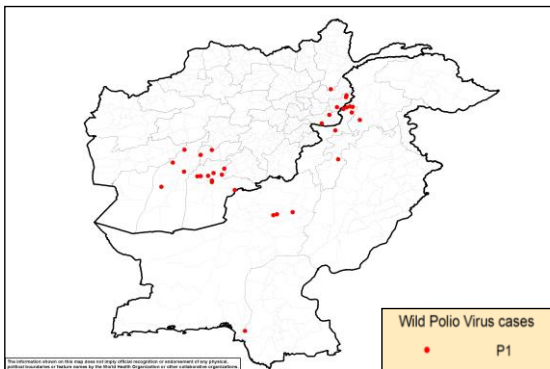 Wild Polio Virus cases
P1
The information shown on this map does not imply official recognition or endorsement of any physical,
political boundaries or feature names by the World Health Organization or other collaborative organizations.